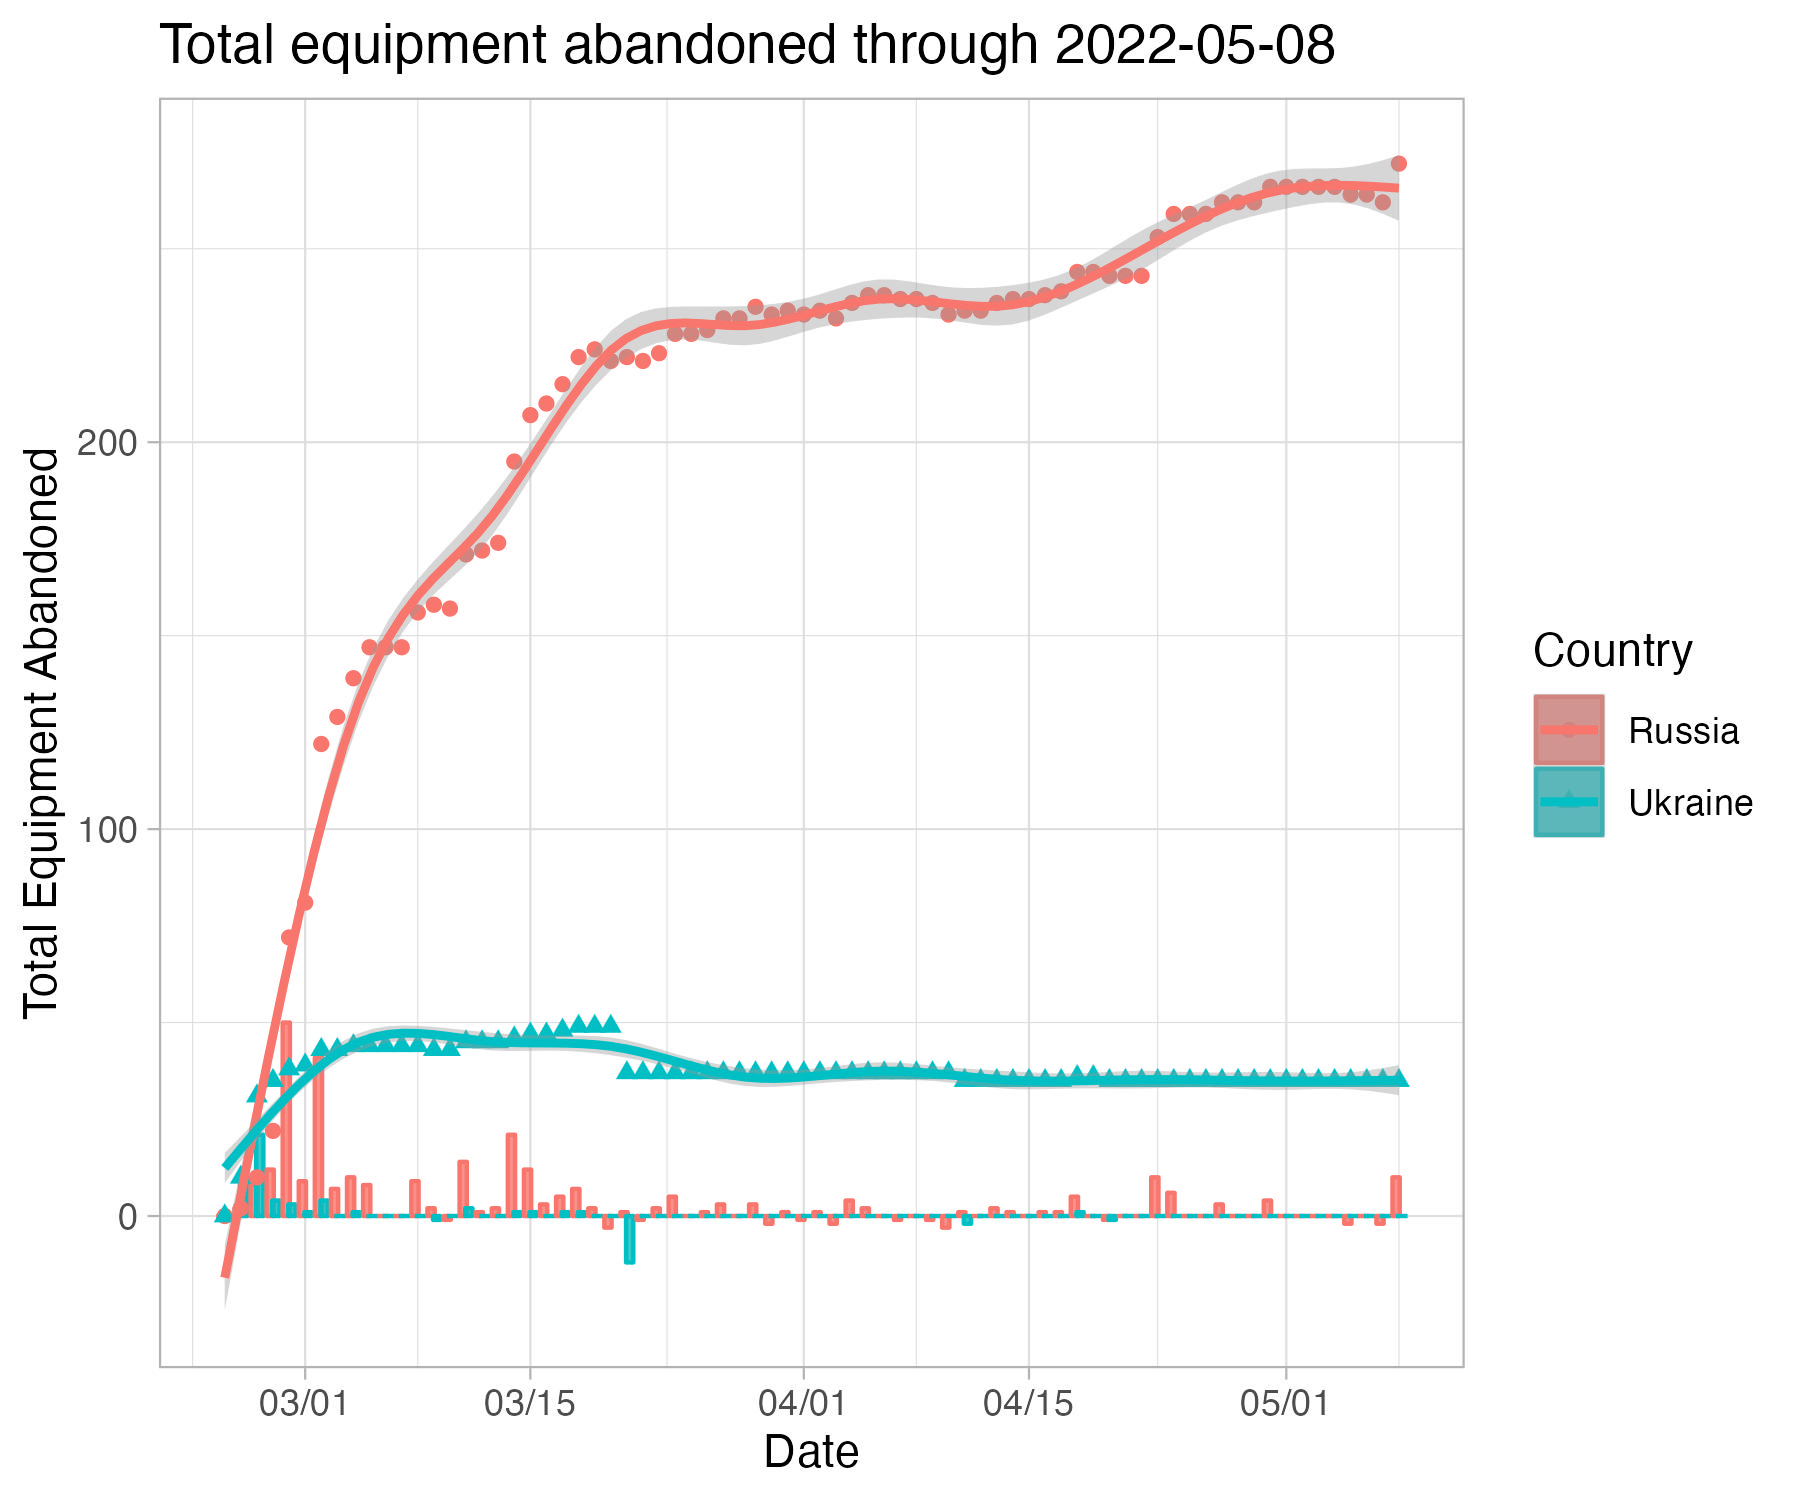 Total equipment abandoned through 2022-05-08
Total Equipment Abandoned
200
100
0
03/01
03/15
04/01
04/15
05/01
Date
Country
Russia
Ukraine